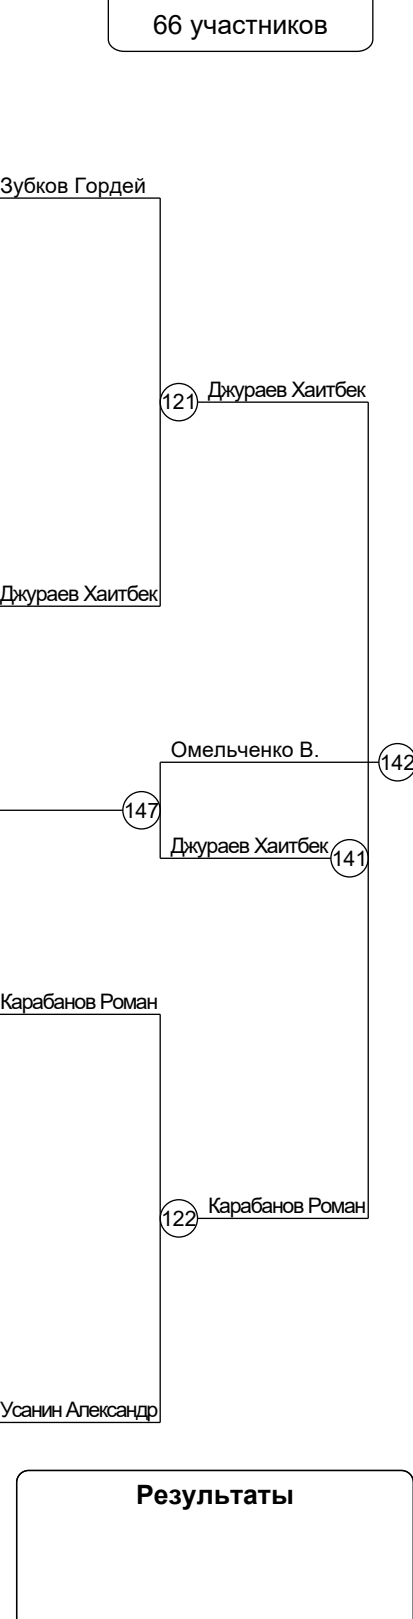 66 участников
Зубков Гордей
121
Джураев Хаитбек
Джураев Хаитбек
Омельченко В.
142
147
Джураев Хаитбек
141
Карабанов Роман
122
Карабанов Роман
Усанин Александр
Результаты